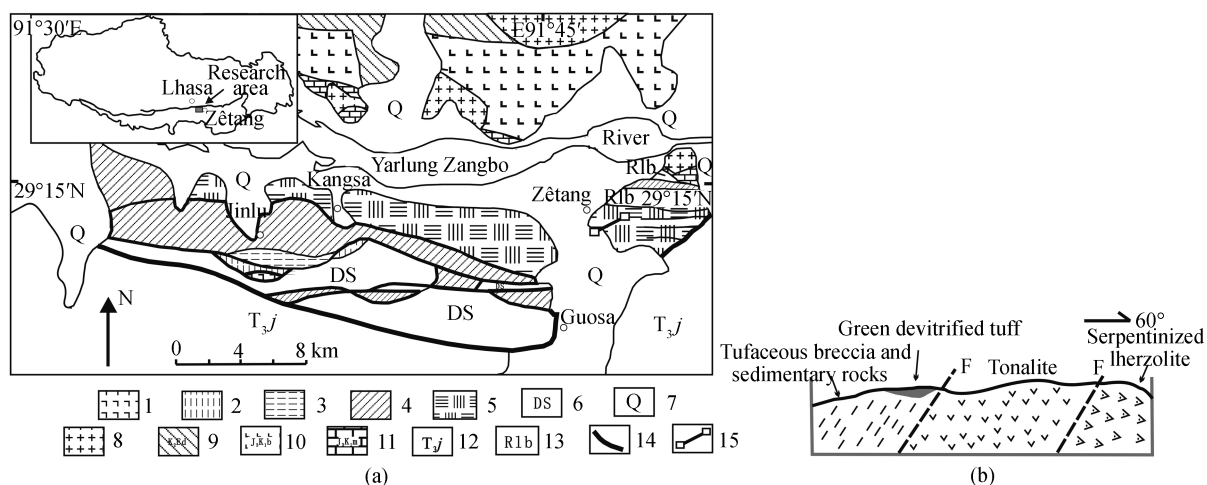 91°30′E
E91°45′
Research
area
Lhasa
Zêtang
Q
Q
River
Yarlung Zangbo
Rlb
Q
29°15′N
Q
Kangsa
Zêtang
Rlb 29°15′N
Jinlu
Q
DS
Q
DS
N
T₃j
DS
Guosa
T₃j
0 4 8 km
1 2 3 4 5 DS 6 Q 7
8 9 10 11 T₃j 12 Rlb 13 14 15
(a)
60°
Green devitrified tuff
Serpentinized
lherzolite
Tufaceous breccia and
sedimentary rocks
F
Tonalite
F
(b)